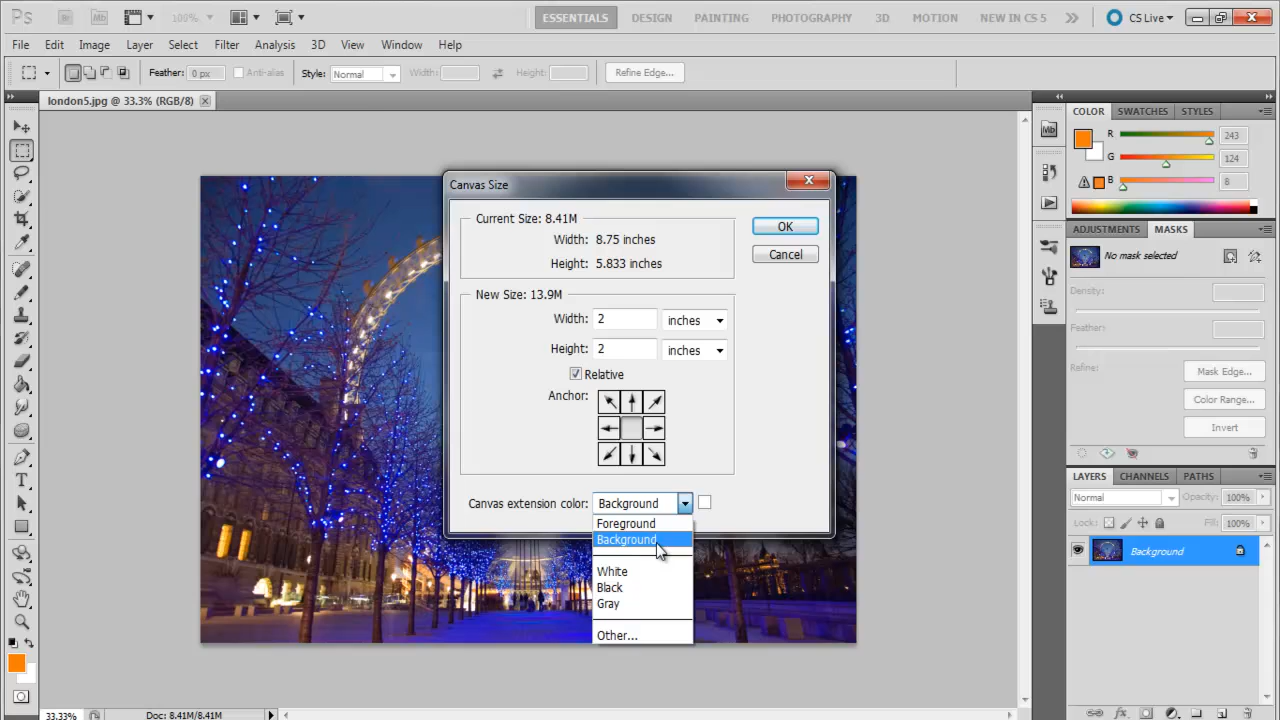 Ps Br Mb 100% ESSENTIALS DESIGN PAINTING PHOTOGRAPHY 3D MOTION NEW IN CS 5 CS Live
File Edit Image Layer Select Filter Analysis 3D View Window Help
Feather: 0 px Anti-alias Style: Normal Width: Height: Refine Edge...
london5.jpg @ 33.3% (RGB/8)
Canvas Size
Current Size: 8.41M
Width: 8.75 inches
Height: 5.833 inches
OK
Cancel
New Size: 13.9M
Width: 2 inches
Height: 2 inches
Relative
Anchor:
Canvas extension color: Background
Foreground
Background
White
Black
Gray
Other...
T
33.33% Doc: 8.41M/8.41M
Mb
COLOR SWATCHES STYLES
R 243
G 124
B 8
ADJUSTMENTS MASKS
No mask selected
Density:
Feather:
Refine: Mask Edge...
Color Range...
Invert
LAYERS CHANNELS PATHS
Normal Opacity: 100%
Lock: Fill: 100%
Background
fx